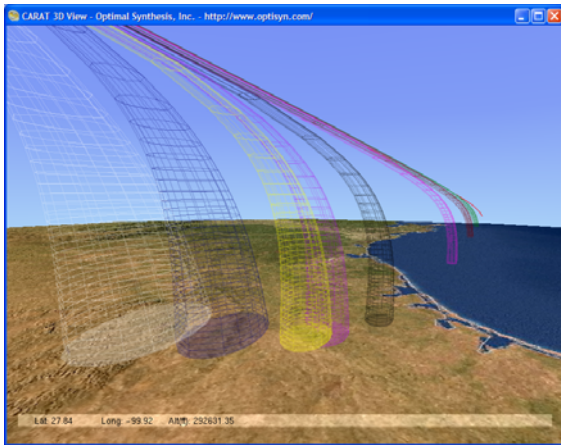 CARAT 3D View - Optimal Synthesis, Inc. - http://www.optisyn.com/
Lat: 27.84 Long: -99.92 Alt(ft): 292631.35